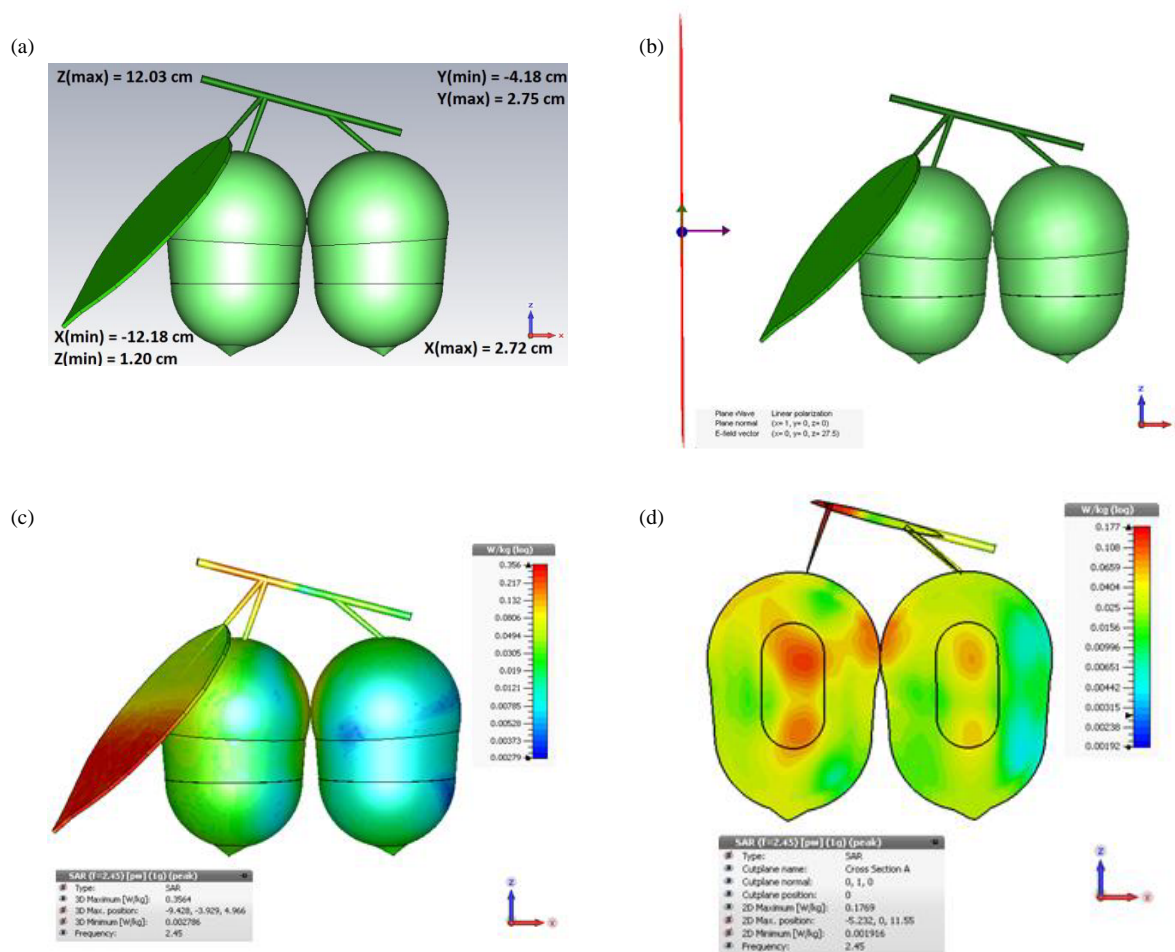 (a)
Z(max) = 12.03 cm
Y(min) = -4.18 cm
Y(max) = 2.75 cm
X(min) = -12.18 cm
Z(min) = 1.20 cm
X(max) = 2.72 cm
z
x
(b)
Plane Wave Linear polarization
Plane normal (x= 1, y= 0, z= 0)
E-field vector (x= 0, y= 0, z= 27.5)
z
(c)
W/kg (log)
0.356
0.217
0.132
0.0806
0.0494
0.0305
0.019
0.0121
0.00785
0.00528
0.00373
0.00279
SAR (f=2.45) [pw] (1g) (peak)
Type: SAR
3D Maximum [W/kg]: 0.3564
3D Max. position: -9.428, -3.929, 4.966
3D Minimum [W/kg]: 0.002786
Frequency: 2.45
z
x
(d)
W/kg (log)
0.177
0.108
0.0659
0.0404
0.025
0.0156
0.00996
0.00651
0.00442
0.00315
0.00238
0.00192
SAR (f=2.45) [pw] (1g) (peak)
Type: SAR
Cutplane name: Cross Section A
Cutplane normal: 0, 1, 0
Cutplane position: 0
2D Maximum [W/kg]: 0.1769
2D Max. position: -5.232, 0, 11.55
2D Minimum [W/kg]: 0.001916
Frequency: 2.45
z
x